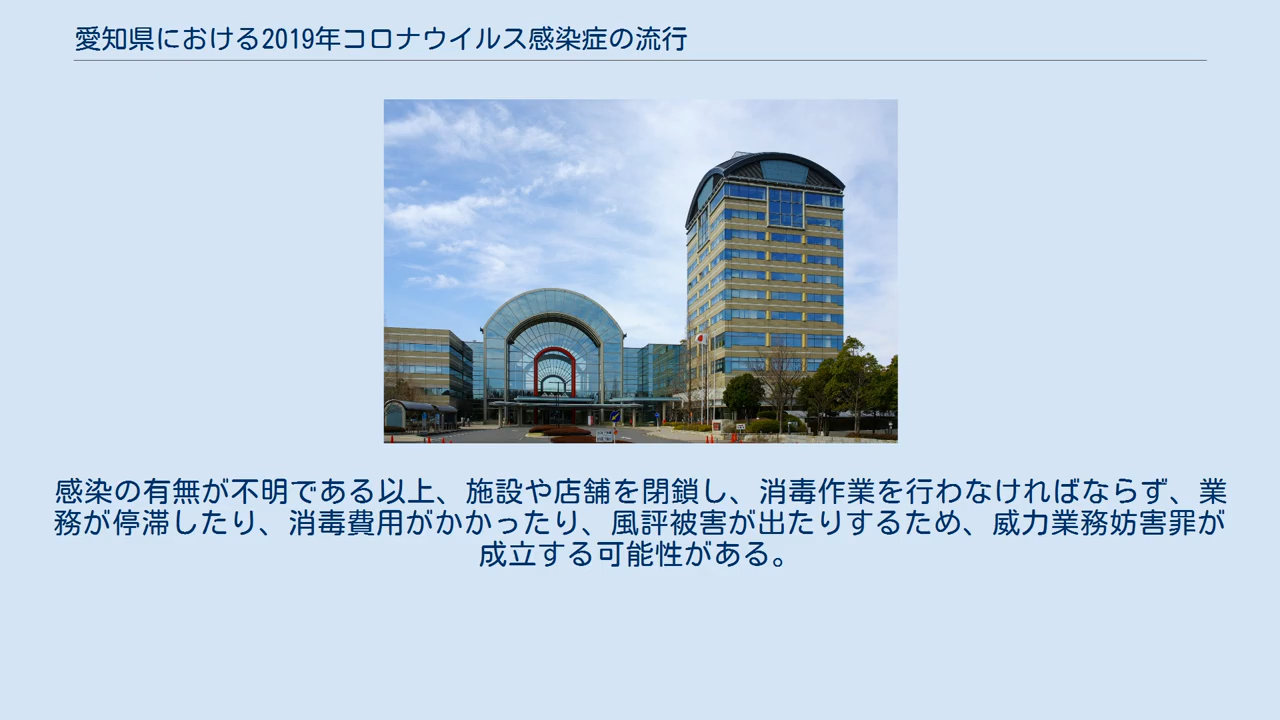 愛知県における2019年コロナウイルス感染症の流行
感染の有無が不明である以上、施設や店舗を閉鎖し、消毒作業を行わなければならず、業
務が停滞したり、消毒費用がかかったり、風評被害が出たりするため、威力業務妨害罪が
成立する可能性がある。